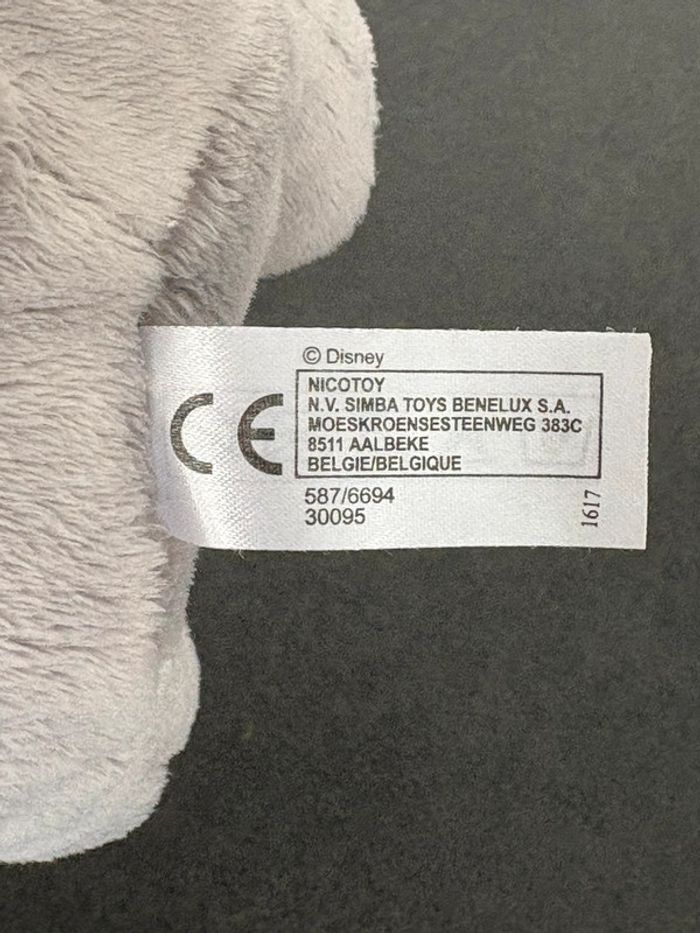 © Disney
CE
NICOTOY
N.V. SIMBA TOYS BENELUX S.A.
MOESKROENSESTEENWEG 383C
8511 AALBEKE
BELGIE/BELGIQUE
587/6694
30095
1617